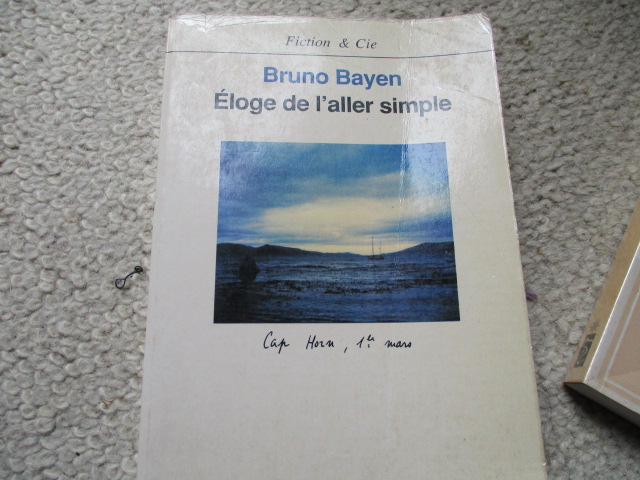 Fiction & Cie
Bruno Bayen
Éloge de l'aller simple
Cap Horn, 1er mars